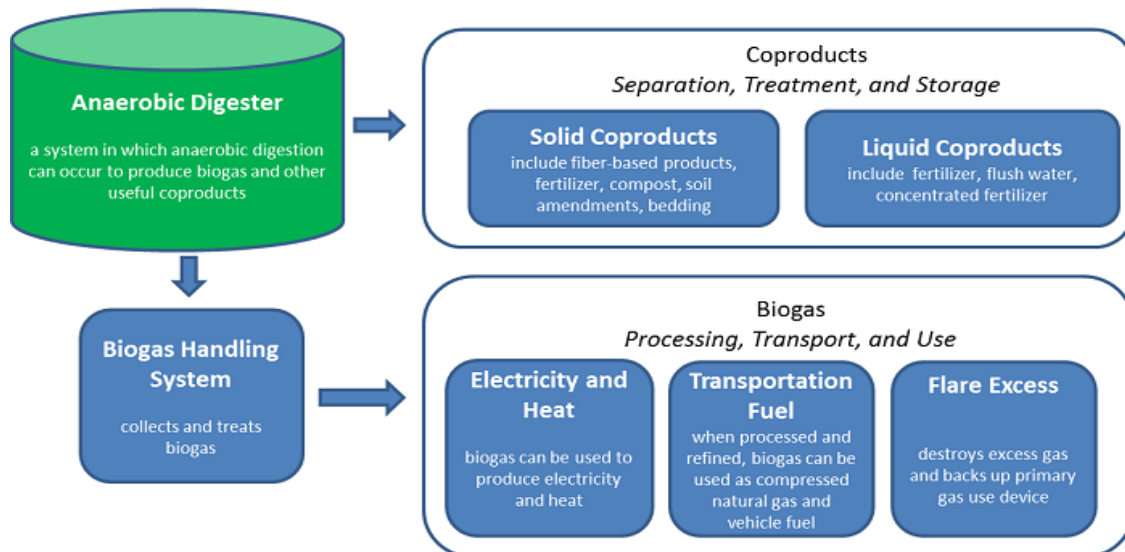 Anaerobic Digester
a system in which anaerobic digestion
can occur to produce biogas and other
useful coproducts
Coproducts
Separation, Treatment, and Storage
Solid Coproducts
include fiber-based products,
fertilizer, compost, soil
amendments, bedding
Liquid Coproducts
include fertilizer, flush water,
concentrated fertilizer
Biogas Handling
System
collects and treats
biogas
Biogas
Processing, Transport, and Use
Electricity and
Heat
biogas can be used to
produce electricity
and heat
Transportation
Fuel
when processed and
refined, biogas can be
used as compressed
natural gas and
vehicle fuel
Flare Excess
destroys excess gas
and backs up primary
gas use device